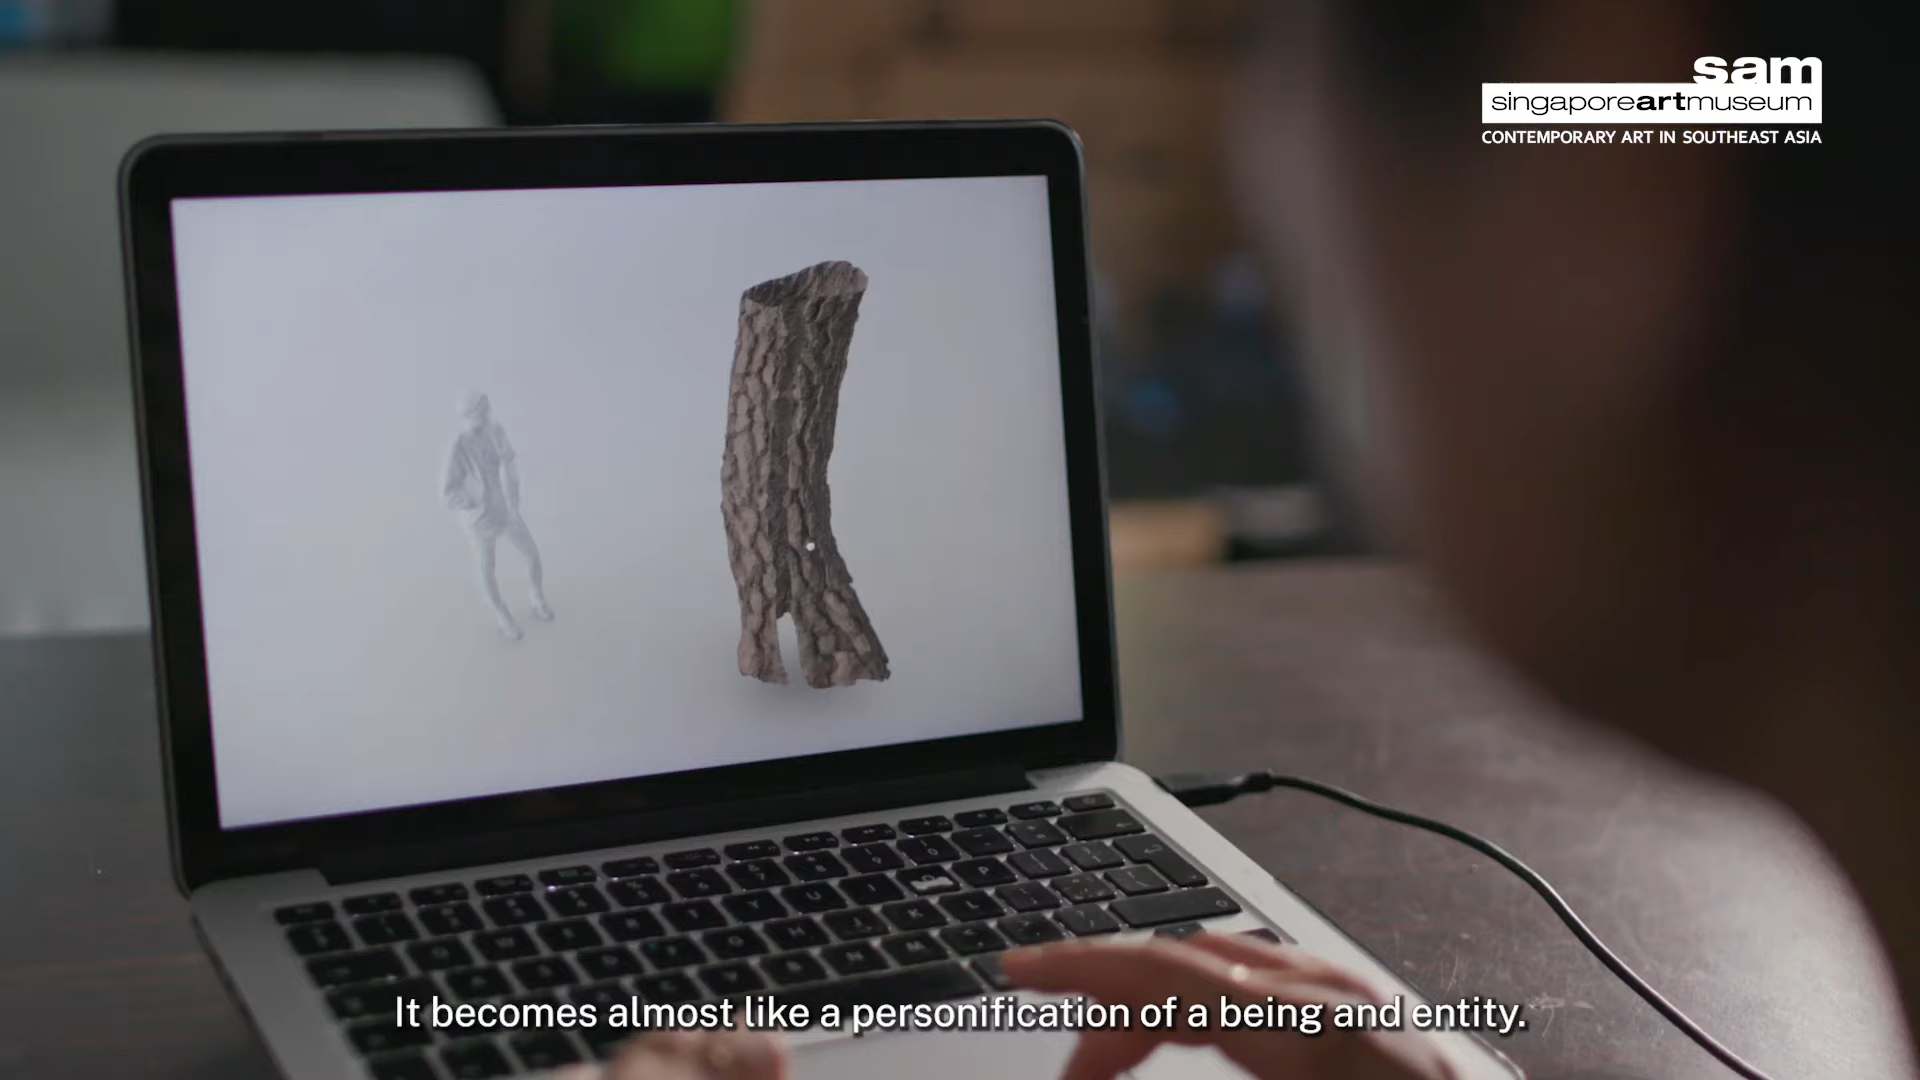 sam
singaporeartmuseum
CONTEMPORARY ART IN SOUTHEAST ASIA
It becomes almost like a personification of a being and entity.